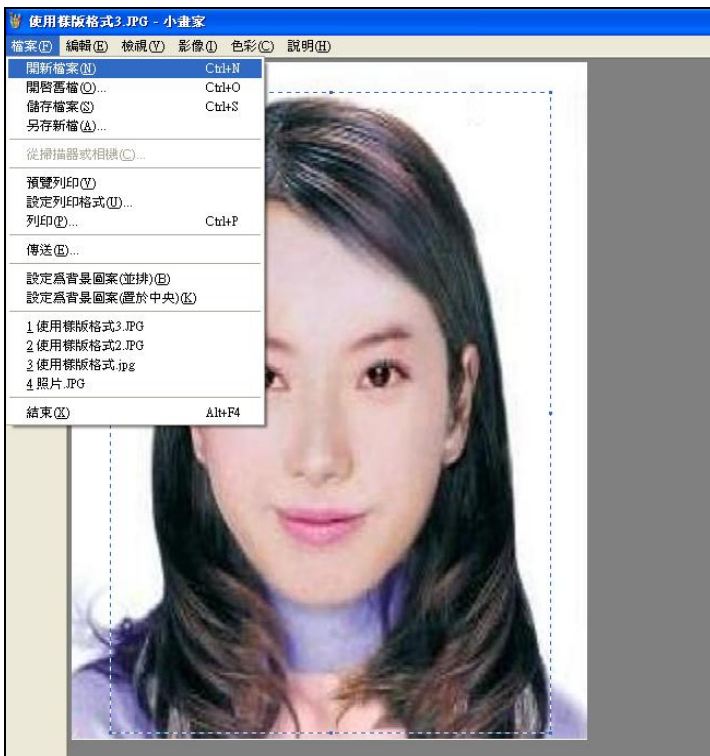 使用樣版格式3.JPG - 小畫家
檔案(F) 編輯(E) 檢視(V) 影像(I) 色彩(C) 說明(H)
開新檔案(N) Ctrl+N
開啓舊檔(O)... Ctrl+O
儲存檔案(S) Ctrl+S
另存新檔(A)...
從掃描器或相機(C)...
預覽列印(V)
設定列印格式(U)...
列印(P)... Ctrl+P
傳送(E)...
設定爲背景圖案(並排)(B)
設定爲背景圖案(置於中央)(K)
1 使用樣版格式3.JPG
2 使用樣版格式2.JPG
3 使用樣版格式.jpg
4 照片.JPG
結束(X) Alt+F4